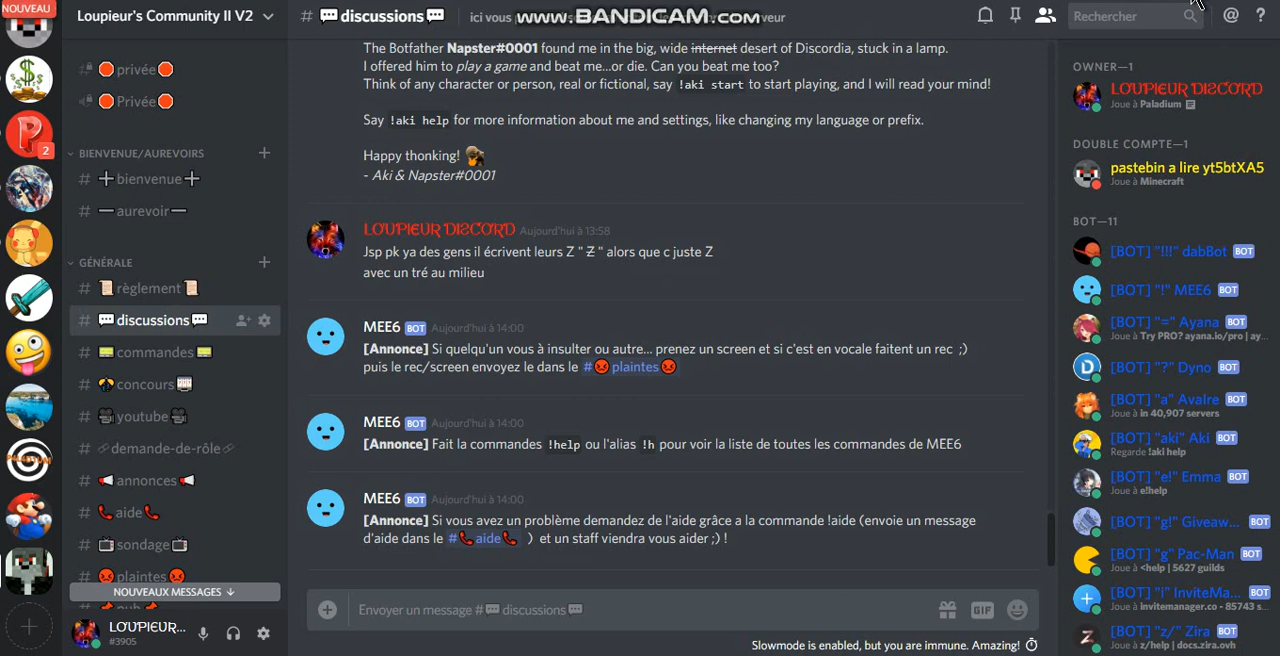 NOUVEAU
Loupieur's Community II V2
# 💬discussions💬
ici vous
serveur
www.BANDICAM.com
Rechercher
2
🛑privée🛑
🛑Privée🛑
BIENVENUE/AUREVOIRS
# ➕bienvenue➕
# ➖aurevoir➖
GÉNÉRALE
# 📜règlement📜
# 💬discussions💬
# 📟commandes📟
# concours
# 🎥youtube🎥
# 🔗demande-de-rôle🔗
# 📢annonces📢
# 📞aide📞
# 📺sondage📺
# 😡plaintes😡
NOUVEAUX MESSAGES ↓
LOUPIEUR...
#3905
The Botfather Napster#0001 found me in the big, wide internet desert of Discordia, stuck in a lamp.
I offered him to play a game and beat me...or die. Can you beat me too?
Think of any character or person, real or fictional, say !aki start to start playing, and I will read your mind!
Say !aki help for more information about me and settings, like changing my language or prefix.
Happy thonking!
- Aki & Napster#0001
LOUPIEUR DISCORD Aujourd'hui à 13:58
Jsp pk ya des gens il écrivent leurs Z " Ƶ " alors que c juste Z
avec un tré au milieu
MEE6 BOT Aujourd'hui à 14:00
[Annonce] Si quelqu'un vous à insulter ou autre... prenez un screen et si c'est en vocale faitent un rec ;)
puis le rec/screen envoyez le dans le #😡plaintes😡
MEE6 BOT Aujourd'hui à 14:00
[Annonce] Fait la commandes !help ou l'alias !h pour voir la liste de toutes les commandes de MEE6
MEE6 BOT Aujourd'hui à 14:00
[Annonce] Si vous avez un problème demandez de l'aide grâce a la commande !aide (envoie un message
d'aide dans le #📞aide📞 ) et un staff viendra vous aider ;) !
Envoyer un message #💬discussions💬
GIF
Slowmode is enabled, but you are immune. Amazing!
OWNER—1
LOUPIEUR DISCORD
Joue à Paladium
DOUBLE COMPTE—1
pastebin a lire yt5btXA5
Joue à Minecraft
BOT—11
[BOT] "!!!" dabBot BOT
[BOT] "!" MEE6 BOT
[BOT] "=" Ayana BOT
Joue à Try PRO? ayana.io/pro | ay...
[BOT] "?" Dyno BOT
[BOT] "a" Avaire BOT
Joue à in 40,907 servers
[BOT] "aki" Aki BOT
Regarde !aki help
[BOT] "e!" Emma BOT
Joue à e!help
[BOT] "g!" Giveaw... BOT
[BOT] "g" Pac-Man BOT
Joue à <help | 5627 guilds
[BOT] "i" InviteMa... BOT
Joue à invitemanager.co - 85743 s...
[BOT] "z/" Zira BOT
Joue à z/help | docs.zira.ovh